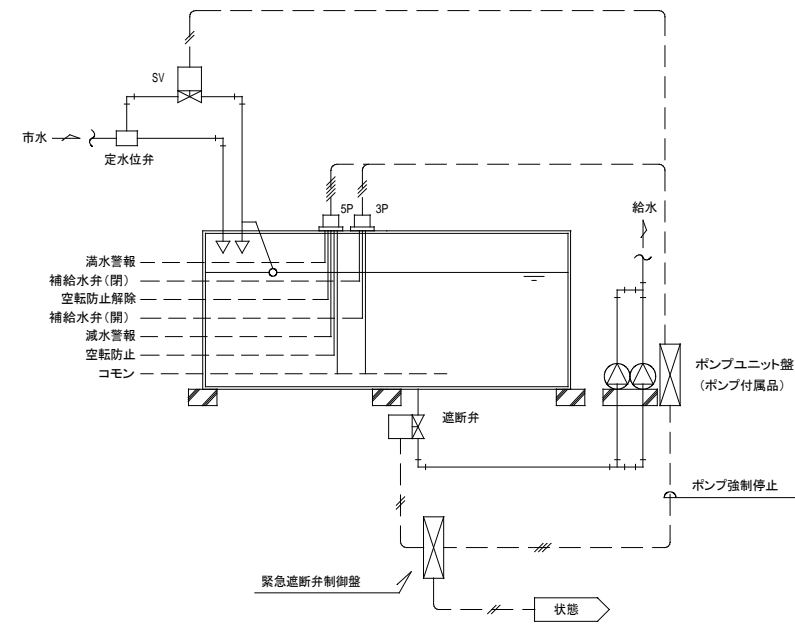 SV
市水
定水位弁
5P 3P
給水
満水警報
補給水弁(閉)
空転防止解除
補給水弁(開)
減水警報
空転防止
コモン
ポンプユニット盤
(ポンプ付属品)
遮断弁
ポンプ強制停止
緊急遮断弁制御盤
状態